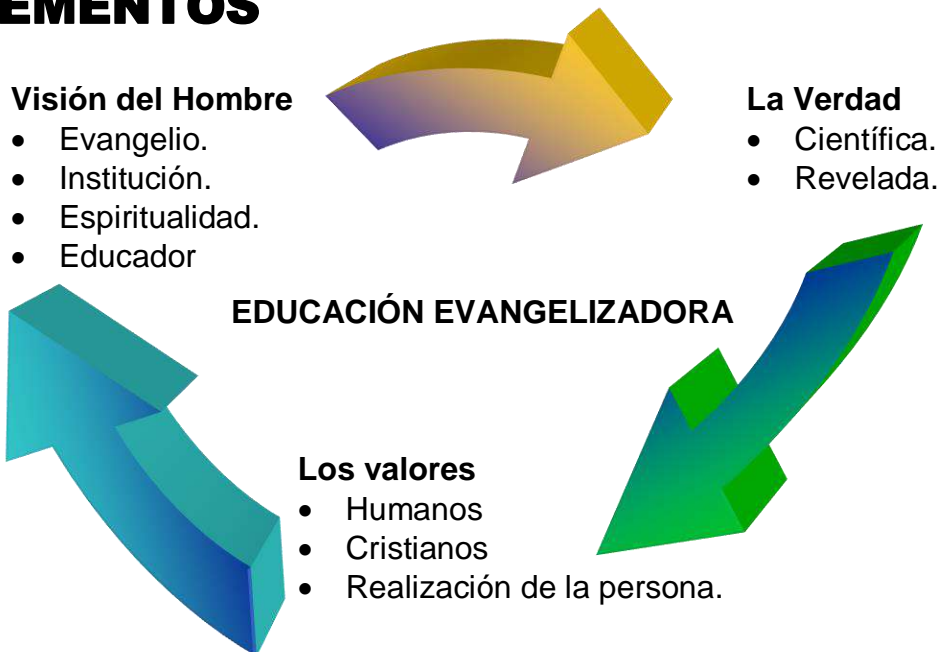 EMENTOS
Visión del Hombre
• Evangelio.
• Institución.
• Espiritualidad.
• Educador
La Verdad
• Científica.
• Revelada.
EDUCACIÓN EVANGELIZADORA
Los valores
• Humanos
• Cristianos
• Realización de la persona.